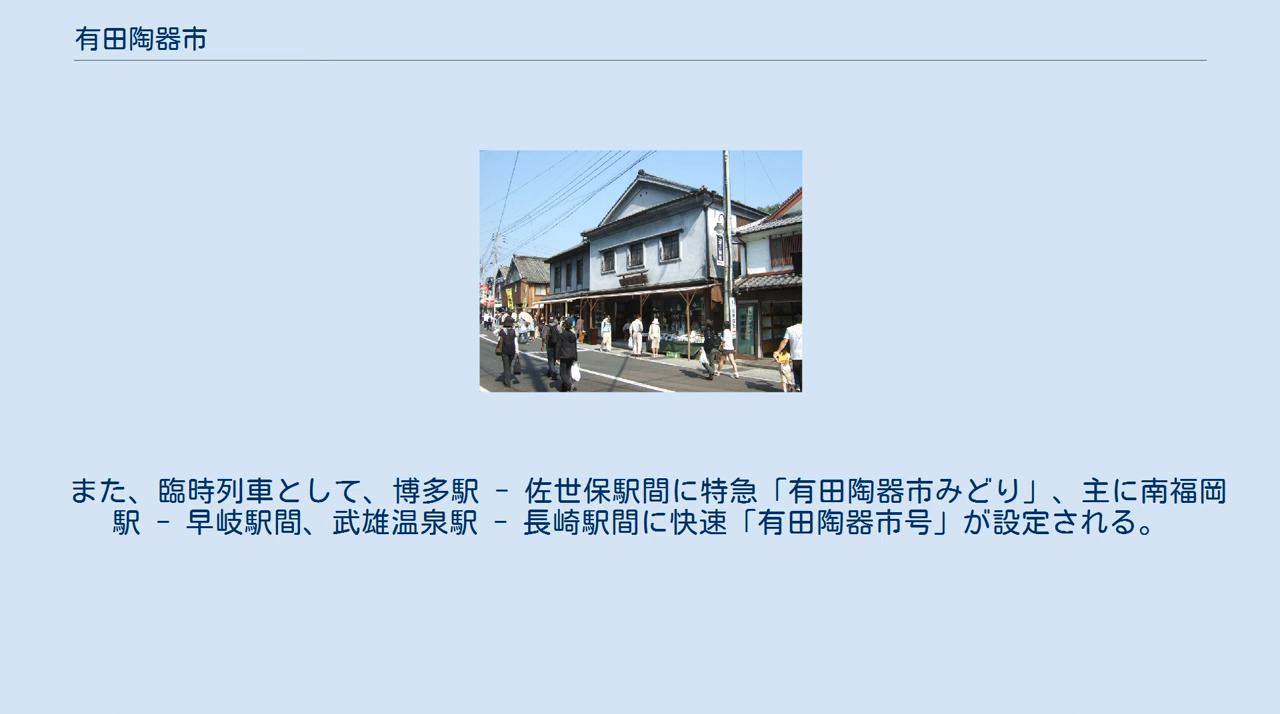 有田陶器市
また、臨時列車として、博多駅 - 佐世保駅間に特急「有田陶器市みどり」、主に南福岡
駅 - 早岐駅間、武雄温泉駅 - 長崎駅間に快速「有田陶器市号」が設定される。